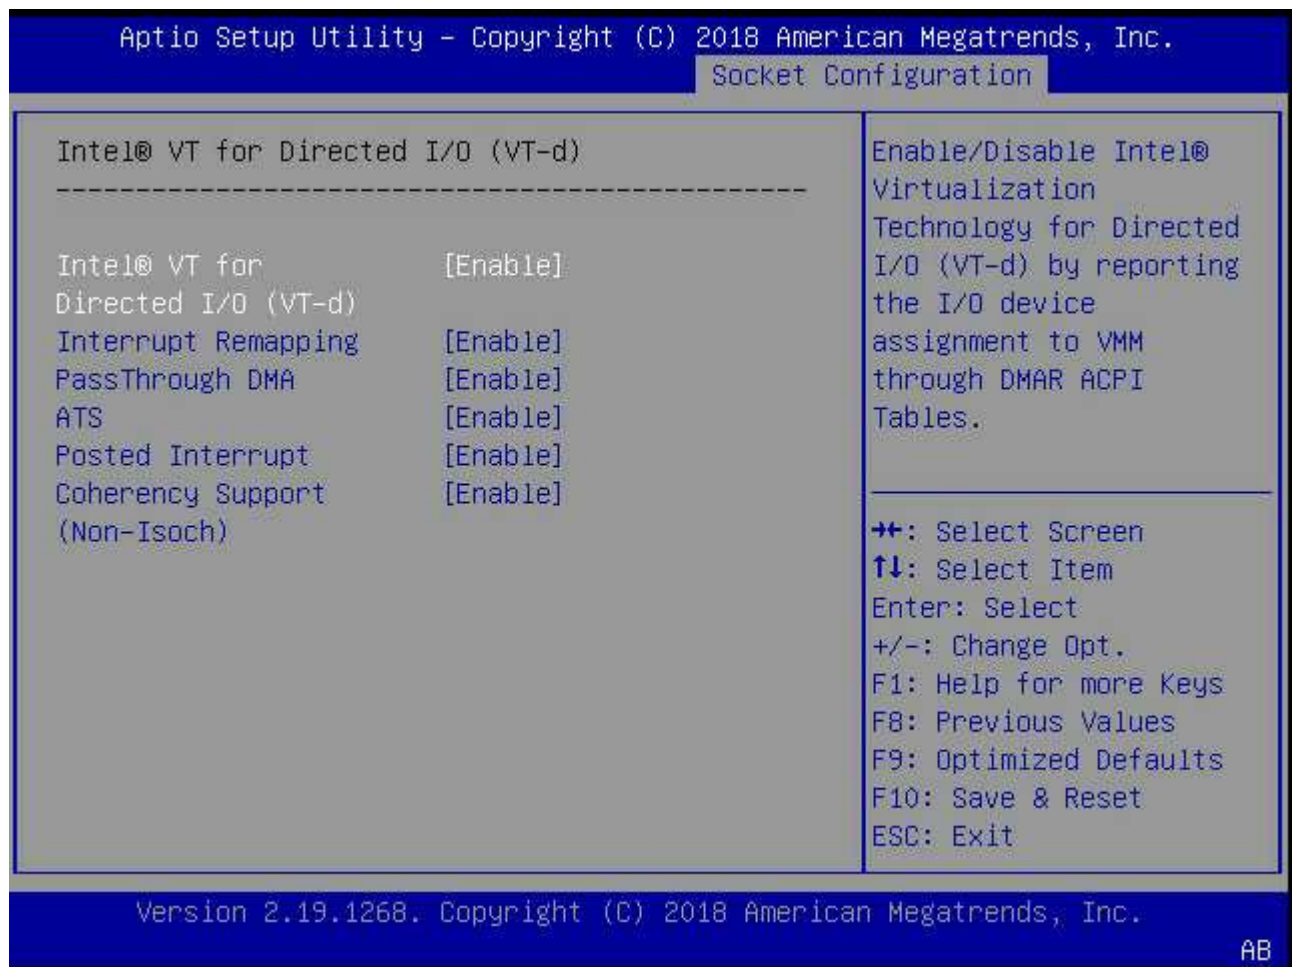 Aptio Setup Utility – Copyright (C) 2018 American Megatrends, Inc.
Socket Configuration
Intel® VT for Directed I/O (VT-d)
-----------------------------------------------
Intel® VT for [Enable]
Directed I/O (VT-d)
Interrupt Remapping [Enable]
PassThrough DMA [Enable]
ATS [Enable]
Posted Interrupt [Enable]
Coherency Support [Enable]
(Non-Isoch)
Enable/Disable Intel®
Virtualization
Technology for Directed
I/O (VT-d) by reporting
the I/O device
assignment to VMM
through DMAR ACPI
Tables.
→←: Select Screen
↑↓: Select Item
Enter: Select
+/-: Change Opt.
F1: Help for more Keys
F8: Previous Values
F9: Optimized Defaults
F10: Save & Reset
ESC: Exit
Version 2.19.1268. Copyright (C) 2018 American Megatrends, Inc.
AB